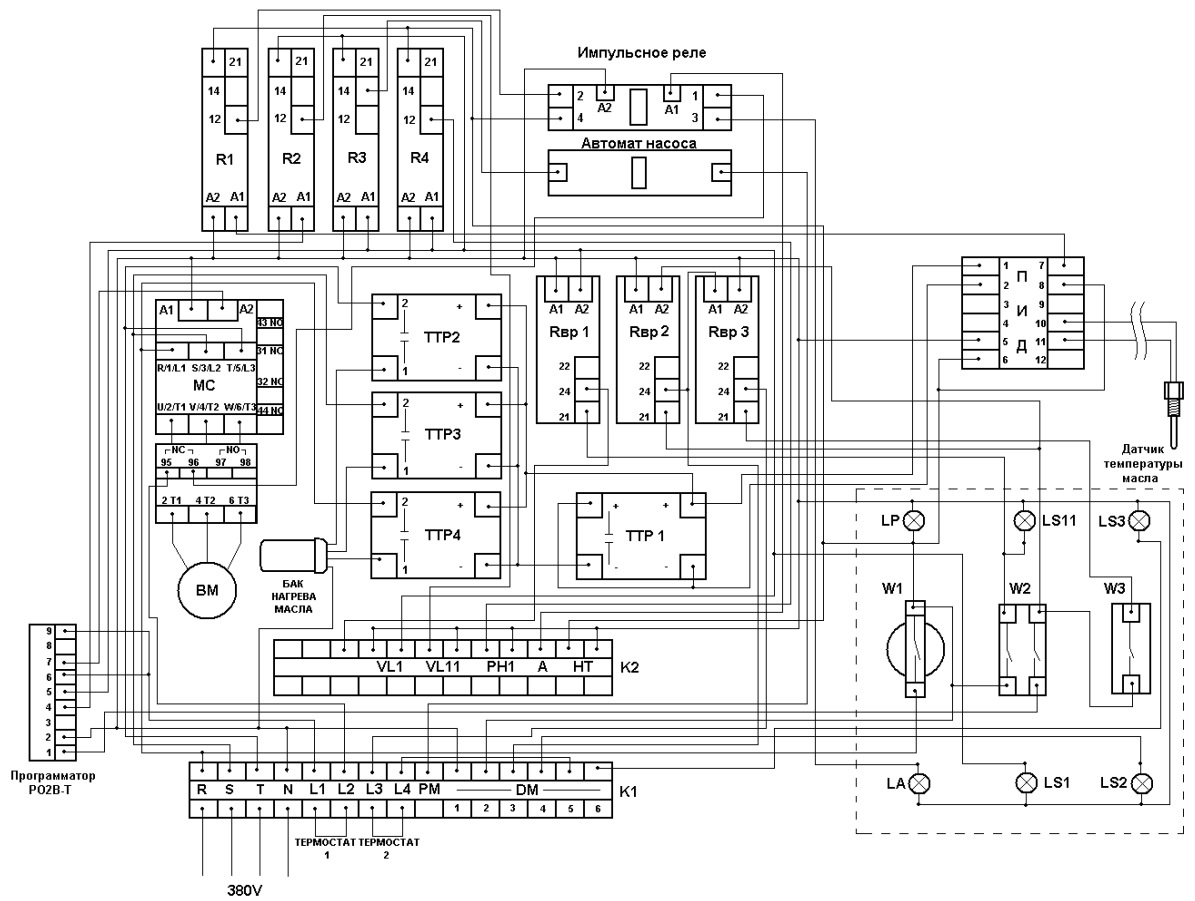 Импульсное реле
21 21 21 21
14 14 14 14
12 12 12 12
R1 R2 R3 R4
A2 A1 A2 A1 A2 A1 A2 A1
2 A2 A1 1
4 3
Автомат насоса
A1 A2
43 NO
31 NC
32 NC
44 NO
R/1/L1 S/3/L2 T/5/L3
МС
U/2/T1 V/4/T2 W/6/T3
NC NO
95 96 97 98
2 T1 4 T2 6 T3
ВМ
2 +
ТТР2
1 -
2 +
ТТР3
1 -
2 +
ТТР4
1 -
+ +
ТТР 1
- -
A1 A2 A1 A2 A1 A2
Rвр 1 Rвр 2 Rвр 3
22 22 22
24 24 24
21 21 21
1 П 7
2 8
3 И 9
4 10
5 Д 11
6 12
Датчик
температуры
масла
БАК
НАГРЕВА
МАСЛА
LP LS11 LS3
W1 W2 W3
LA LS1 LS2
VL1 VL11 PH1 A HT K2
9
8
7
6
5
4
3
2
1
Программатор
PO2B-T
R S T N L1 L2 L3 L4 PM DM K1
1 2 3 4 5 6
ТЕРМОСТАТ ТЕРМОСТАТ
1 2
380V